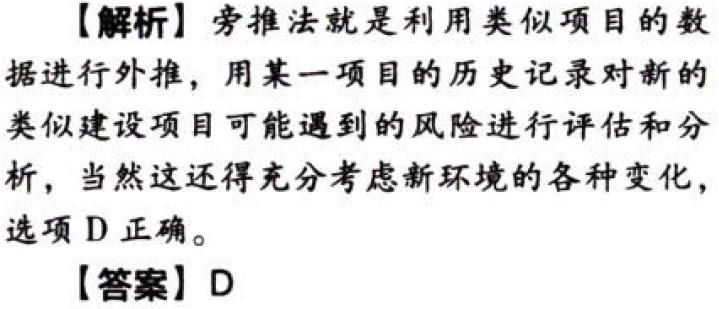 【解析】旁推法就是利用类似项目的数
据进行外推，用某一项目的历史记录对新的
类似建设项目可能遇到的风险进行评估和分
析，当然这还得充分考虑新环境的各种变化，
选项 D 正确。
【答案】D